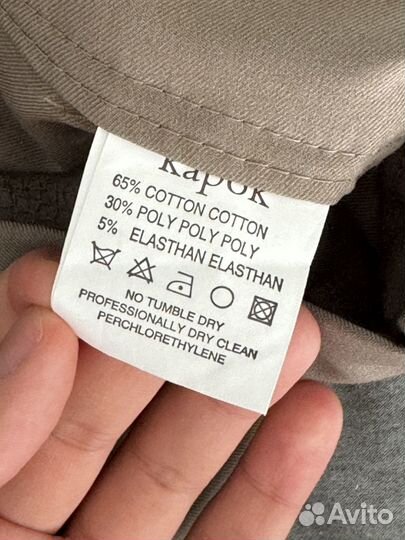 kapok
65% COTTON COTTON
30% POLY POLY POLY
5% ELASTHAN ELASTHAN
NO TUMBLE DRY
PROFESSIONALLY DRY CLEAN
PERCHLORETHYLENE
Avito